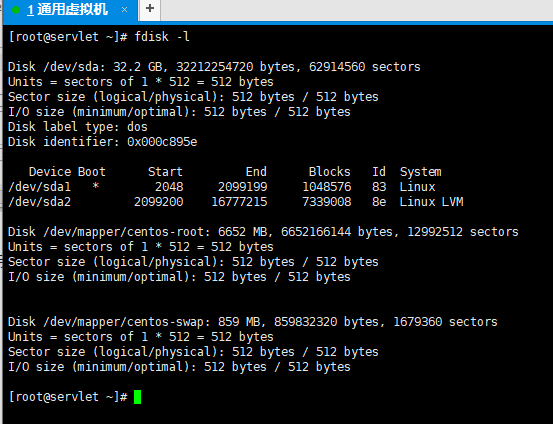 1 通用虚拟机 × +
[root@servlet ~]# fdisk -l
Disk /dev/sda: 32.2 GB, 32212254720 bytes, 62914560 sectors
Units = sectors of 1 * 512 = 512 bytes
Sector size (logical/physical): 512 bytes / 512 bytes
I/O size (minimum/optimal): 512 bytes / 512 bytes
Disk label type: dos
Disk identifier: 0x000c895e
Device Boot Start End Blocks Id System
/dev/sda1 * 2048 2099199 1048576 83 Linux
/dev/sda2 2099200 16777215 7339008 8e Linux LVM
Disk /dev/mapper/centos-root: 6652 MB, 6652166144 bytes, 12992512 sectors
Units = sectors of 1 * 512 = 512 bytes
Sector size (logical/physical): 512 bytes / 512 bytes
I/O size (minimum/optimal): 512 bytes / 512 bytes
Disk /dev/mapper/centos-swap: 859 MB, 859832320 bytes, 1679360 sectors
Units = sectors of 1 * 512 = 512 bytes
Sector size (logical/physical): 512 bytes / 512 bytes
I/O size (minimum/optimal): 512 bytes / 512 bytes
[root@servlet ~]#